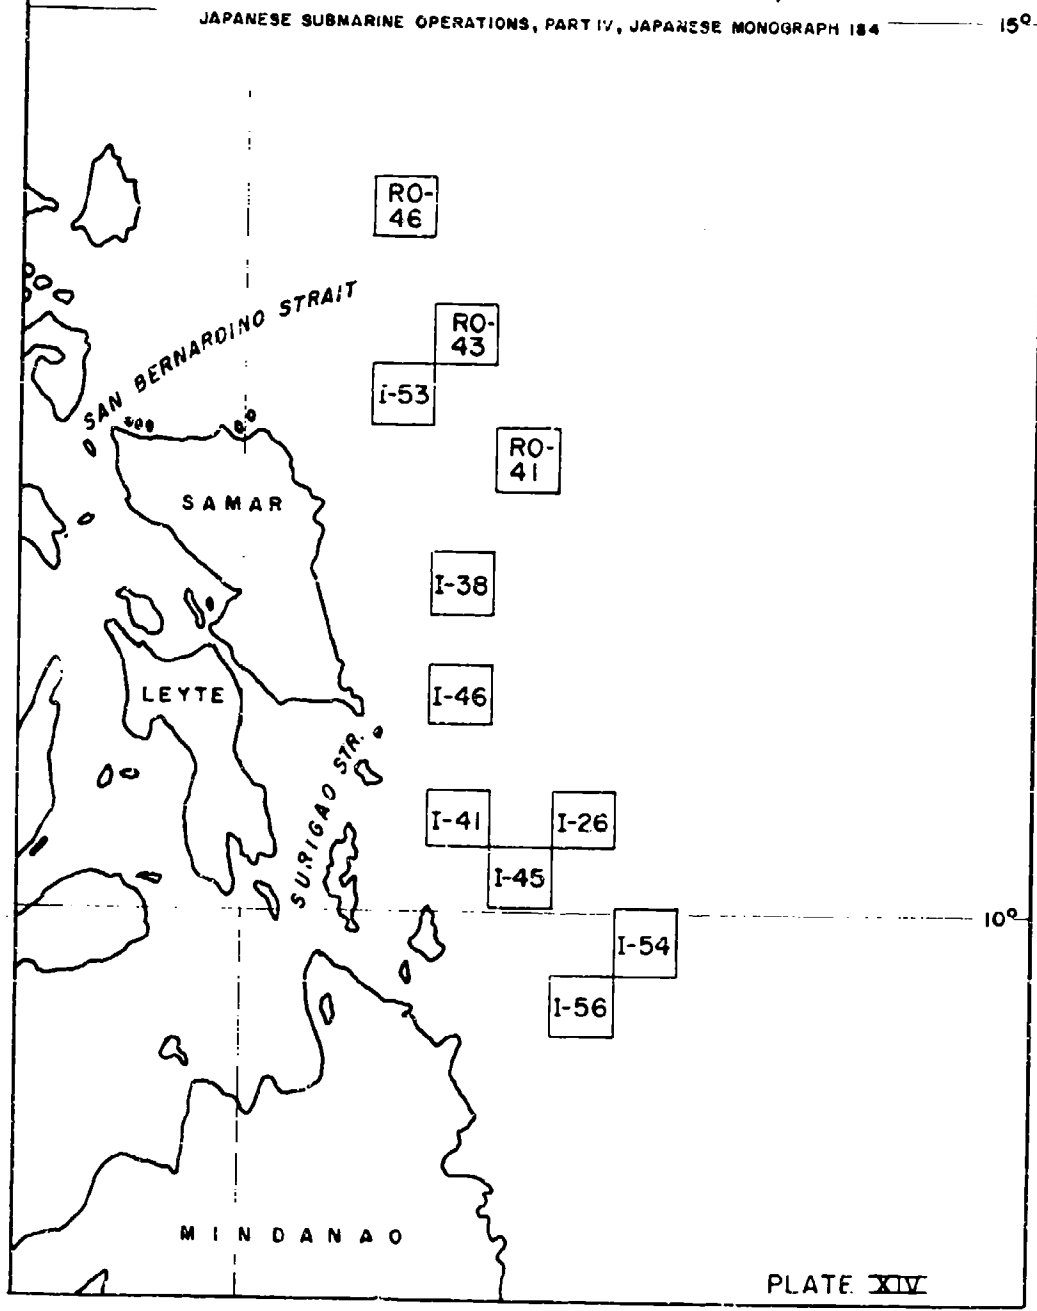 JAPANESE SUBMARINE OPERATIONS, PART IV, JAPANESE MONOGRAPH 184
15°
RO-
46
SAN BERNARDINO STRAIT
RO-
43
I-53
RO-
41
SAMAR
I-38
LEYTE
I-46
SURIGAO STR.
I-41
I-26
I-45
10°
I-54
I-56
MINDANAO
PLATE XIV